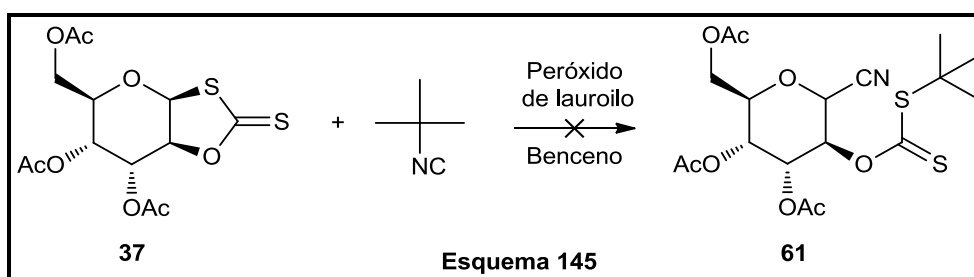 OAc
O
S
S
O
AcO
OAc
37
+
NC
Peróxido
de lauroilo
Benceno
OAc
O
CN
S
O
S
AcO
OAc
61
Esquema 145